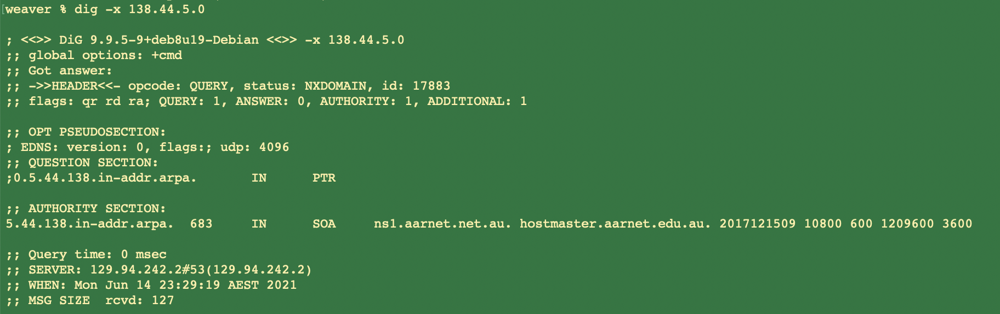 [weaver % dig -x 138.44.5.0
; <<>> DiG 9.9.5-9+deb8u19-Debian <<>> -x 138.44.5.0
;; global options: +cmd
;; Got answer:
;; ->>HEADER<<- opcode: QUERY, status: NXDOMAIN, id: 17883
;; flags: qr rd ra; QUERY: 1, ANSWER: 0, AUTHORITY: 1, ADDITIONAL: 1
;; OPT PSEUDOSECTION:
; EDNS: version: 0, flags:; udp: 4096
;; QUESTION SECTION:
;0.5.44.138.in-addr.arpa. IN PTR
;; AUTHORITY SECTION:
5.44.138.in-addr.arpa. 683 IN SOA ns1.aarnet.net.au. hostmaster.aarnet.edu.au. 2017121509 10800 600 1209600 3600
;; Query time: 0 msec
;; SERVER: 129.94.242.2#53(129.94.242.2)
;; WHEN: Mon Jun 14 23:29:19 AEST 2021
;; MSG SIZE rcvd: 127